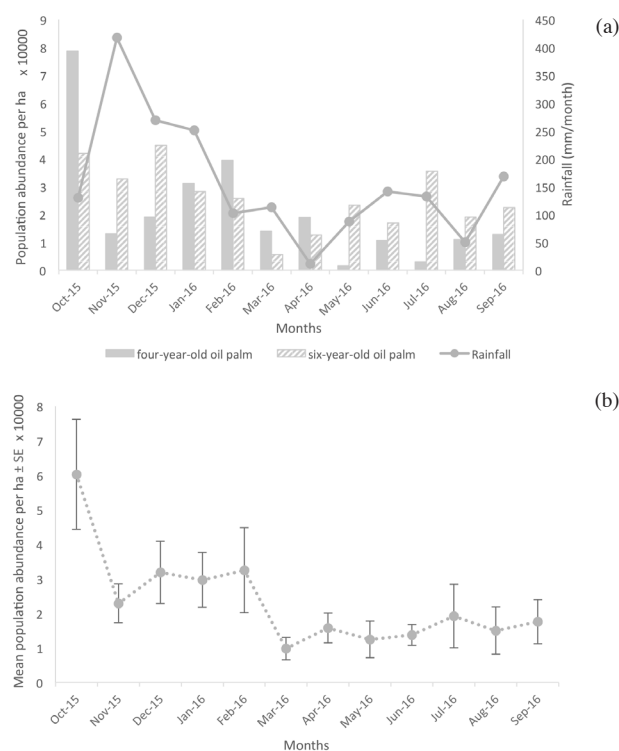 (a)
Population abundance per ha x 10000
9
8
7
6
5
4
3
2
1
0
450
400
350
300
250
200
150
100
50
0
Rainfall (mm/month)
Oct-15 Nov-15 Dec-15 Jan-16 Feb-16 Mar-16 Apr-16 May-16 Jun-16 Jul-16 Aug-16 Sep-16
Months
four-year-old oil palm six-year-old oil palm Rainfall
(b)
Mean population abundance per ha ± SE x 10000
8
7
6
5
4
3
2
1
0
Oct-15 Nov-15 Dec-15 Jan-16 Feb-16 Mar-16 Apr-16 May-16 Jun-16 Jul-16 Aug-16 Sep-16
Months